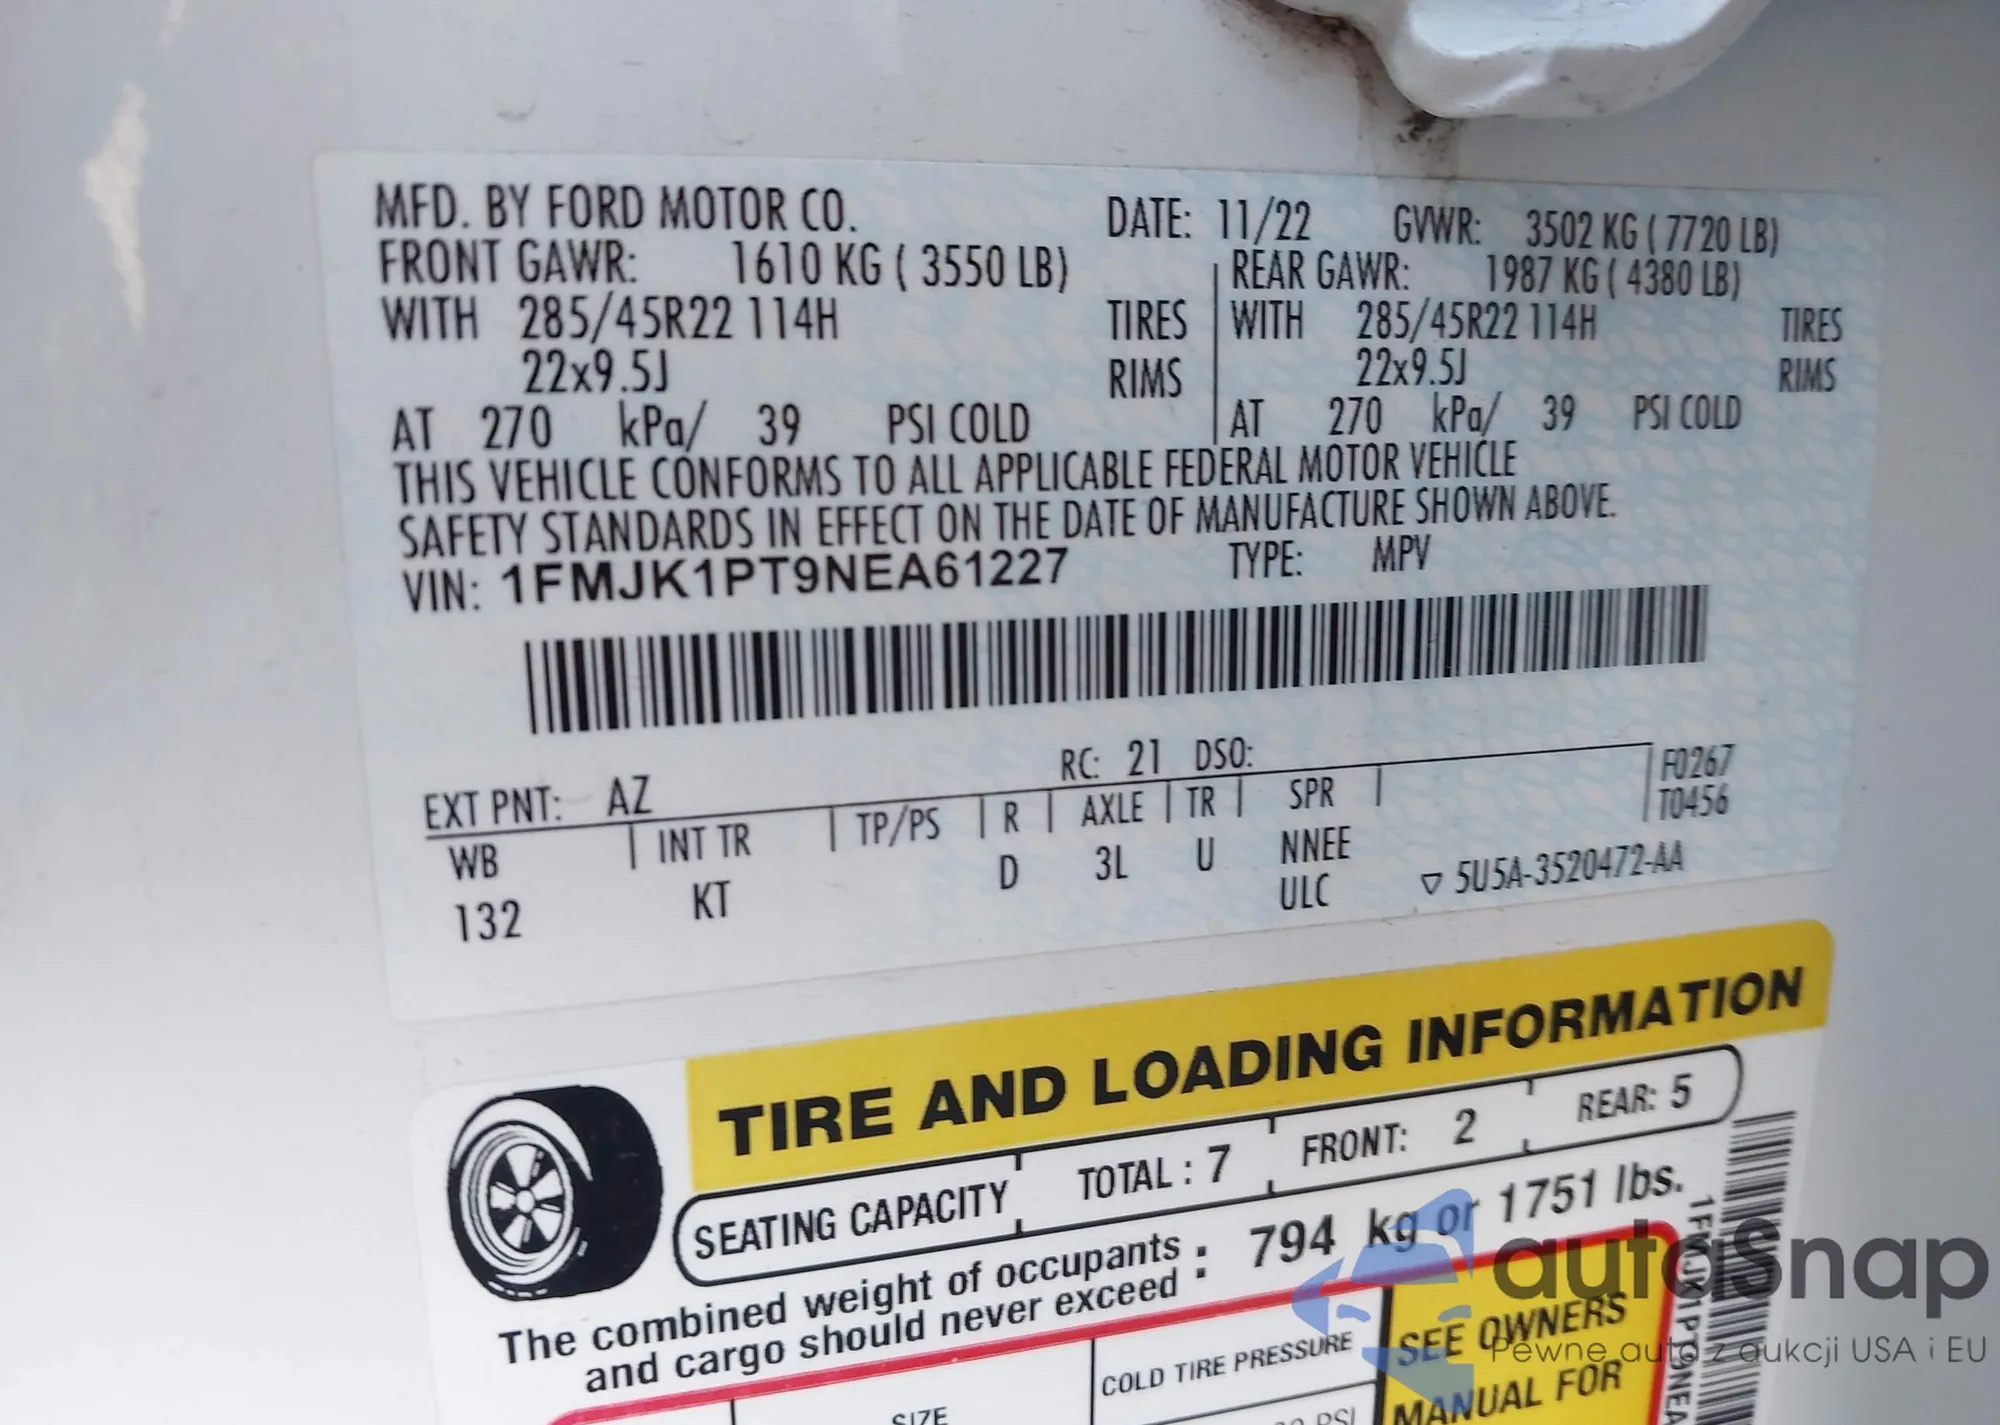 MFD. BY FORD MOTOR CO. DATE: 11/22 GVWR: 3502 KG ( 7720 LB)
FRONT GAWR: 1610 KG ( 3550 LB) REAR GAWR: 1987 KG ( 4380 LB)
WITH 285/45R22 114H TIRES WITH 285/45R22 114H TIRES
22x9.5J RIMS 22x9.5J RIMS
AT 270 kPa/ 39 PSI COLD AT 270 kPa/ 39 PSI COLD
THIS VEHICLE CONFORMS TO ALL APPLICABLE FEDERAL MOTOR VEHICLE
SAFETY STANDARDS IN EFFECT ON THE DATE OF MANUFACTURE SHOWN ABOVE.
VIN: 1FMJK1PT9NEA61227 TYPE: MPV
EXT PNT: AZ RC: 21 DSO: F0267
WB INT TR TP/PS R AXLE TR SPR T0456
132 KT D 3L U NNEE
ULC ▽ 5U5A-3520472-AA
TIRE AND LOADING INFORMATION
SEATING CAPACITY TOTAL : 7 FRONT: 2 REAR: 5
The combined weight of occupants
and cargo should never exceed : 794 kg or 1751 lbs.
SIZE COLD TIRE PRESSURE SEE OWNERS
MANUAL FOR
PSI
autoSnap
Pewne auto z aukcji USA i EU